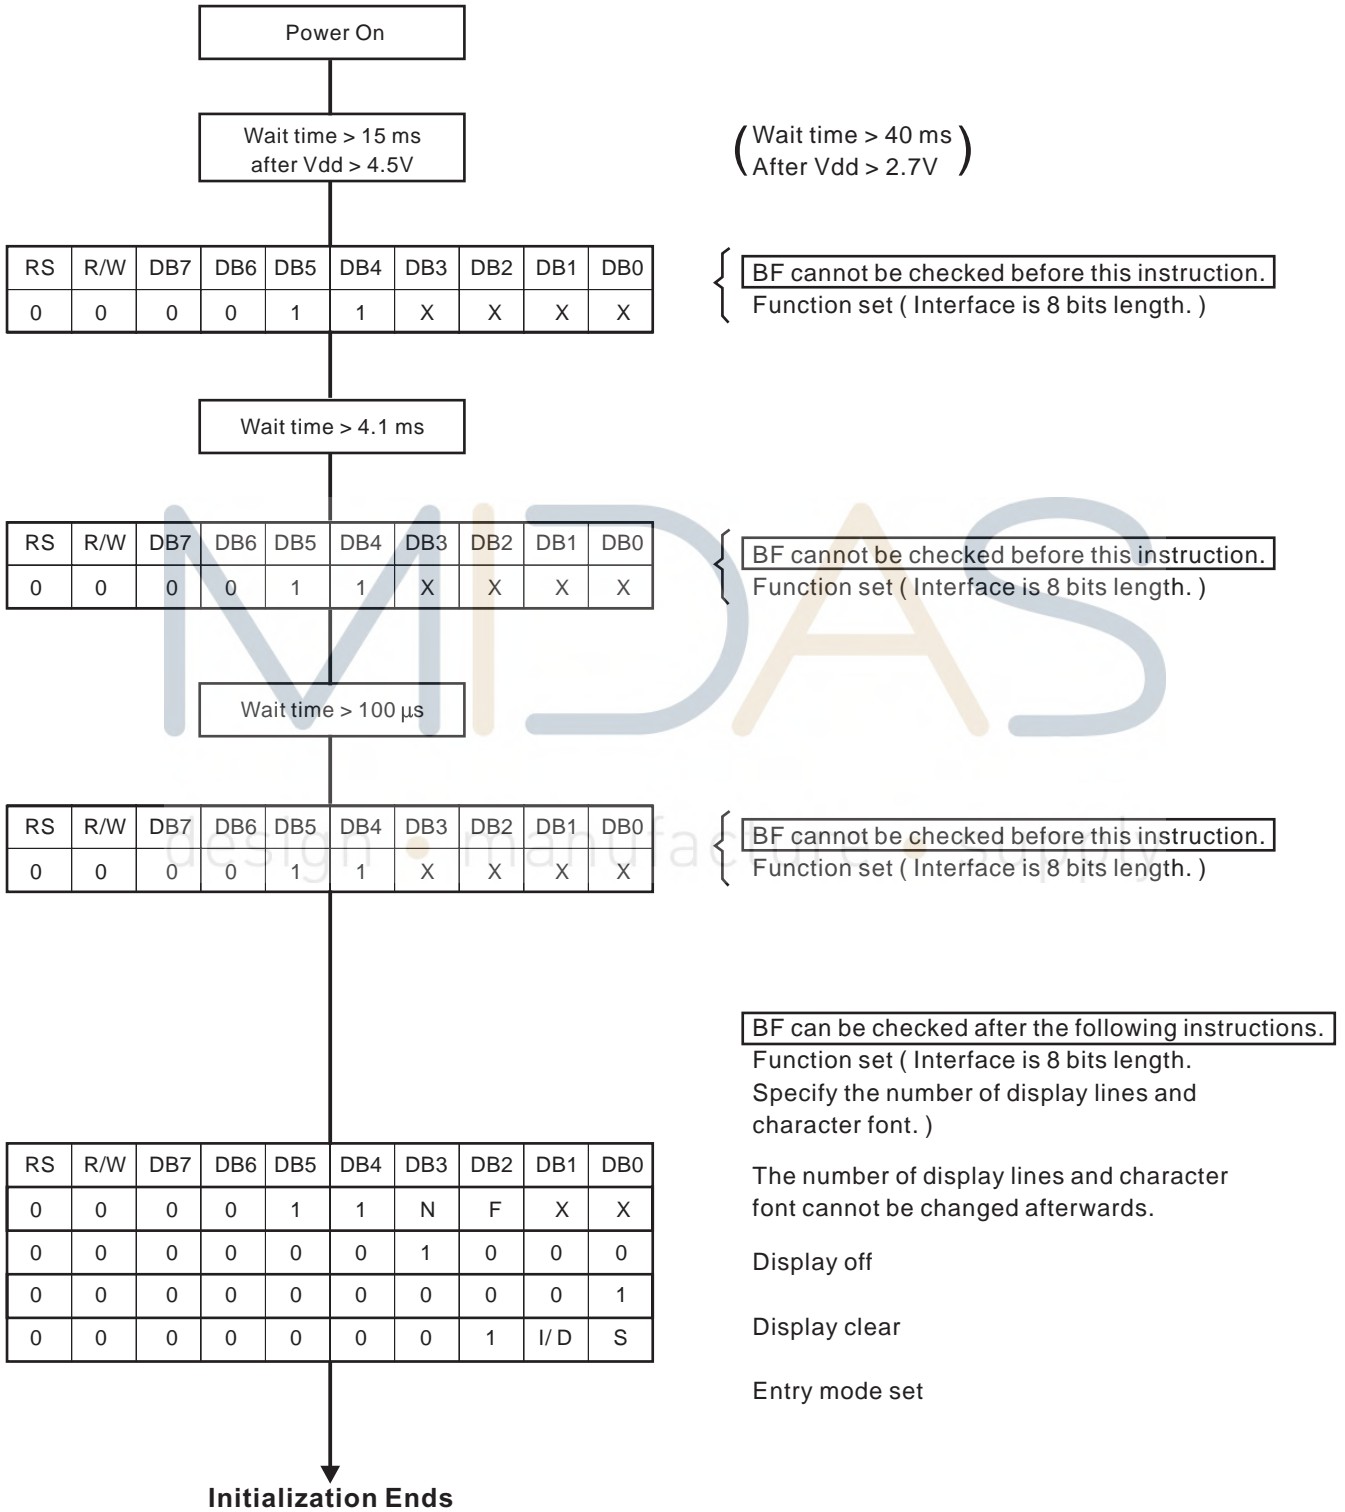 Power On
Wait time > 15 ms
after Vdd > 4.5V
(Wait time > 40 ms
After Vdd > 2.7V)
RS R/W DB7 DB6 DB5 DB4 DB3 DB2 DB1 DB0
0 0 0 0 1 1 X X X X
BF cannot be checked before this instruction.
Function set ( Interface is 8 bits length. )
Wait time > 4.1 ms
RS R/W DB7 DB6 DB5 DB4 DB3 DB2 DB1 DB0
0 0 0 0 1 1 X X X X
BF cannot be checked before this instruction.
Function set ( Interface is 8 bits length. )
MIDAS
Wait time > 100 µs
RS R/W DB7 DB6 DB5 DB4 DB3 DB2 DB1 DB0
0 0 0 0 1 1 X X X X
BF cannot be checked before this instruction.
Function set ( Interface is 8 bits length. )
design • manufacture • supply
BF can be checked after the following instructions.
Function set ( Interface is 8 bits length.
Specify the number of display lines and
character font. )
The number of display lines and character
font cannot be changed afterwards.
Display off
Display clear
Entry mode set
RS R/W DB7 DB6 DB5 DB4 DB3 DB2 DB1 DB0
0 0 0 0 1 1 N F X X
0 0 0 0 0 0 1 0 0 0
0 0 0 0 0 0 0 0 0 1
0 0 0 0 0 0 0 1 I/D S
Initialization Ends